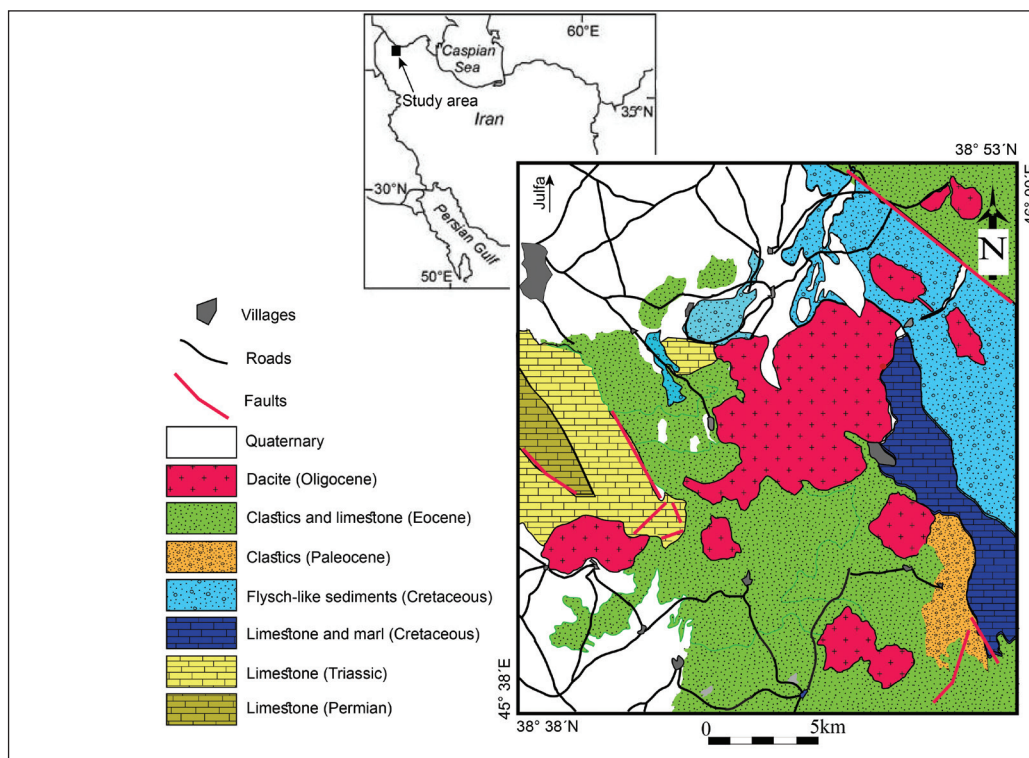 60°E
Caspian
Sea
Study area
35°N
Iran
30°N
Persian Gulf
50°E
38° 53´N
Julfa
N
Villages
Roads
Faults
Quaternary
Dacite (Oligocene)
Clastics and limestone (Eocene)
Clastics (Paleocene)
Flysch-like sediments (Cretaceous)
Limestone and marl (Cretaceous)
Limestone (Triassic)
Limestone (Permian)
45° 38´E
38° 38´N
0 5km